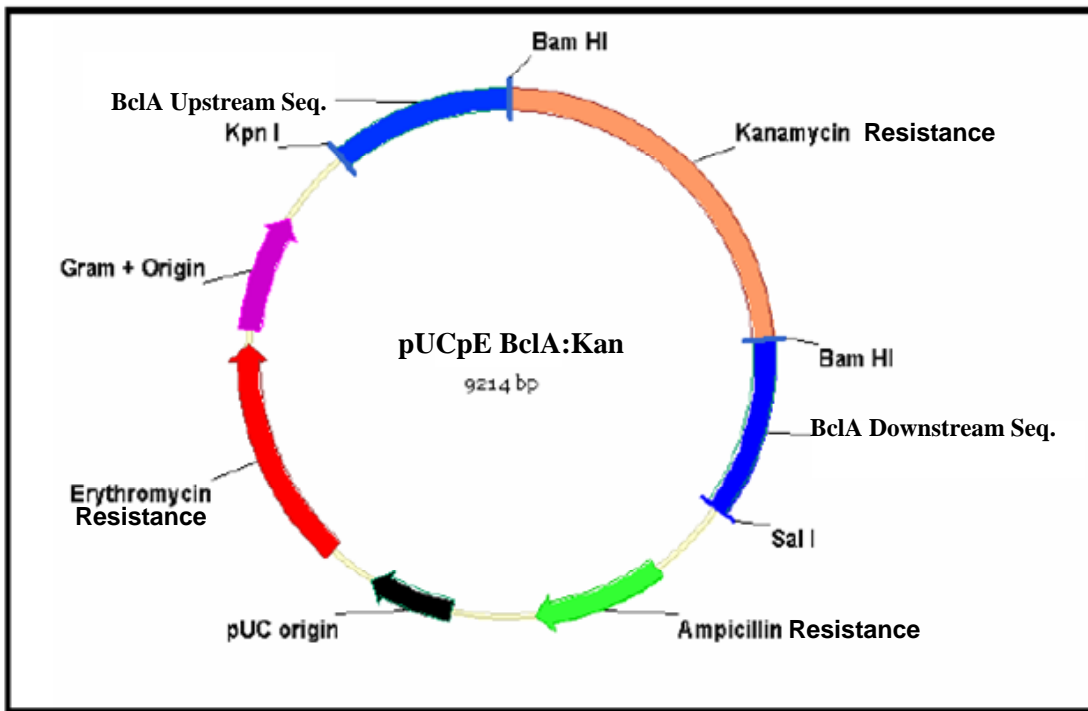 Bam HI
BclA Upstream Seq.
Kpn I
Kanamycin Resistance
Gram + Origin
pUCpE BclA:Kan
9214 bp
Bam HI
BclA Downstream Seq.
Erythromycin
Resistance
Sal I
pUC origin
Ampicillin Resistance